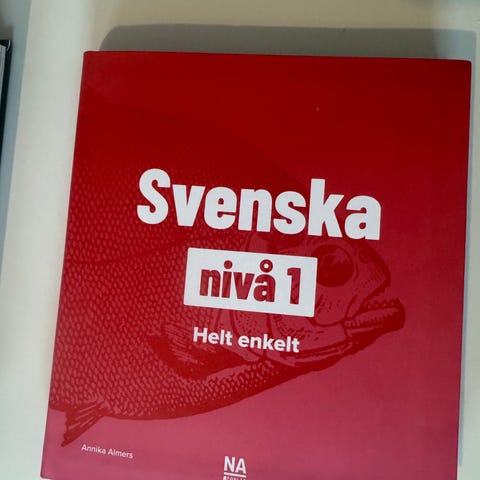 Svenska
nivå 1
Helt enkelt
Annika Almers
NA